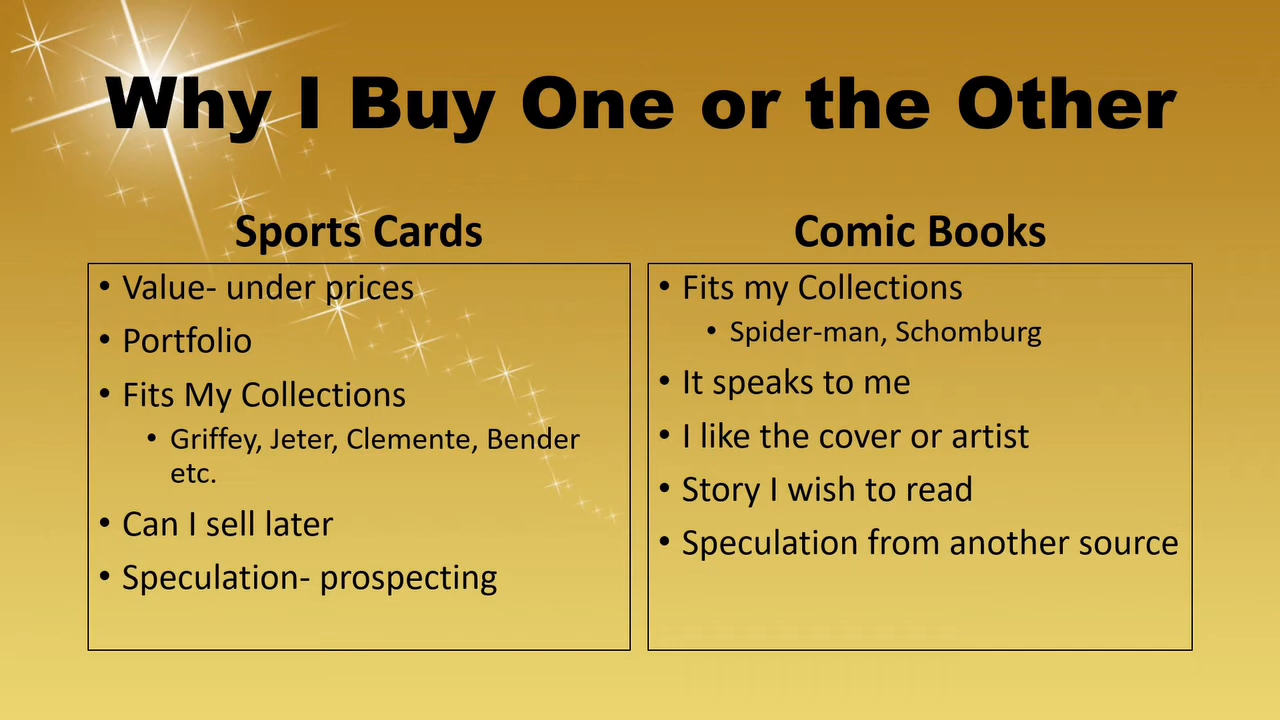 Why I Buy One or the Other
Sports Cards
• Value- under prices
• Portfolio
• Fits My Collections
• Griffey, Jeter, Clemente, Bender
etc.
• Can I sell later
• Speculation- prospecting
Comic Books
• Fits my Collections
• Spider-man, Schomburg
• It speaks to me
• I like the cover or artist
• Story I wish to read
• Speculation from another source